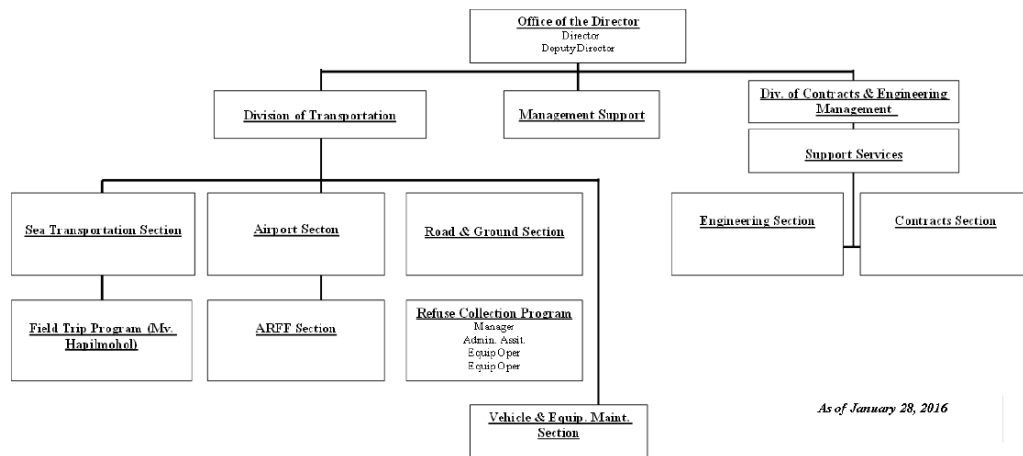 Office of the Director
Director
Deputy Director
Division of Transportation
Management Support
Div. of Contracts & Engineering
Management
Support Services
Sea Transportation Section
Airport Secton
Road & Ground Section
Engineering Section
Contracts Section
Field Trip Program (Mv.
Hapilmohol)
ARFF Section
Refuse Collection Program
Manager
Admin. Assit.
Equip Oper
Equip Oper
Vehicle & Equip. Maint.
Section
As of January 28, 2016